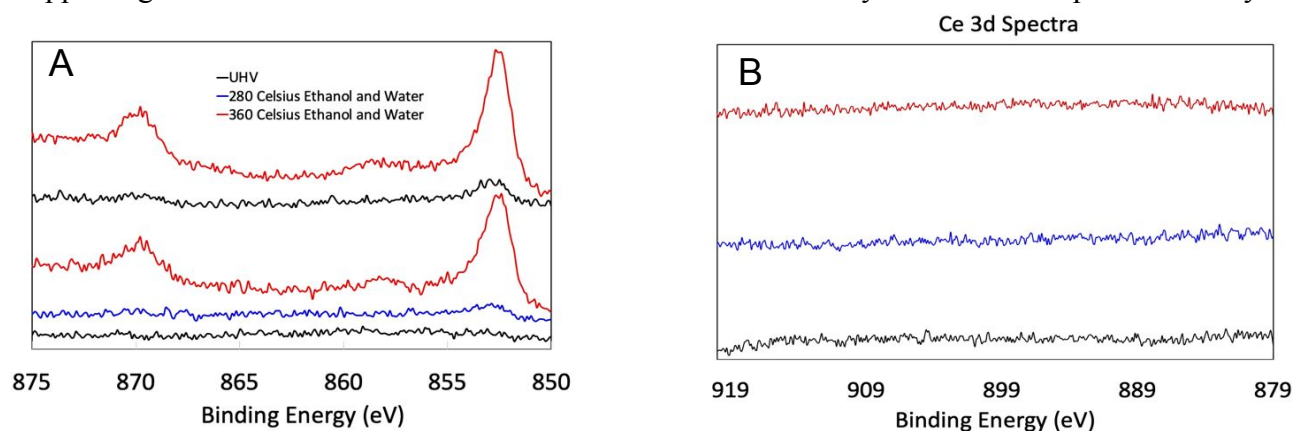 Ce 3d Spectra
A
UHV
280 Celsius Ethanol and Water
360 Celsius Ethanol and Water
B
875 870 865 860 855 850
Binding Energy (eV)
919 909 899 889 879
Binding Energy (eV)